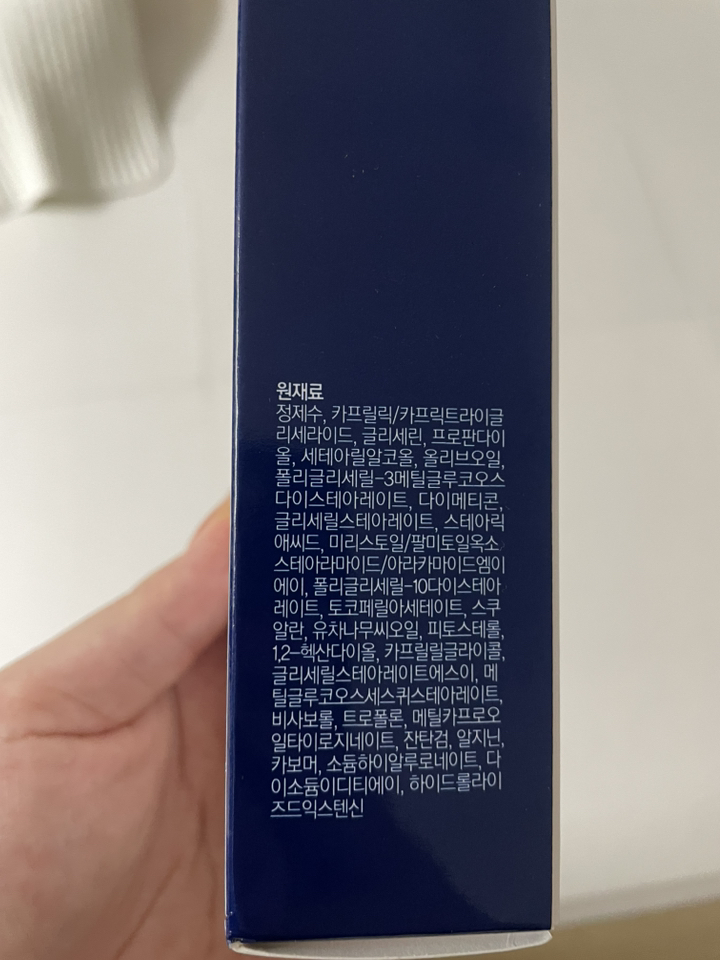 원재료
정제수, 카프릴릭/카프릭트라이글
리세라이드, 글리세린, 프로판다이
올, 세테아릴알코올, 올리브오일,
폴리글리세릴-3메틸글루코오스
다이스테아레이트, 다이메티콘,
글리세릴스테아레이트, 스테아릭
애씨드, 미리스토일/팔미토일옥소
스테아라마이드/아라카마이드엠이
에이, 폴리글리세릴-10다이스테아
레이트, 토코페릴아세테이트, 스쿠
알란, 유차나무씨오일, 피토스테롤,
1,2-헥산다이올, 카프릴릴글라이콜,
글리세릴스테아레이트에스이, 메
틸글루코오스세스퀴스테아레이트,
비사보롤, 트로폴론, 메틸카프로오
일타이로지네이트, 잔탄검, 알지닌,
카보머, 소듐하이알루로네이트, 다
이소듐이디티에이, 하이드롤라이
즈드익스텐신